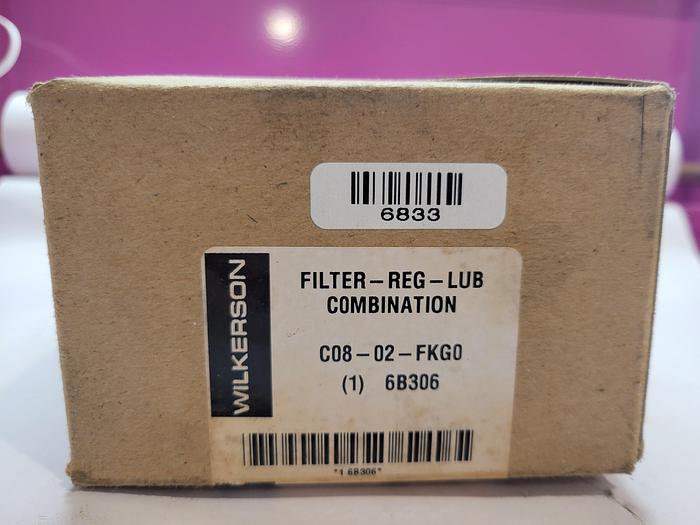 6833
WILKERSON
FILTER-REG-LUB
COMBINATION
C08-02-FKG0
(1) 6B306
*1 6B306*